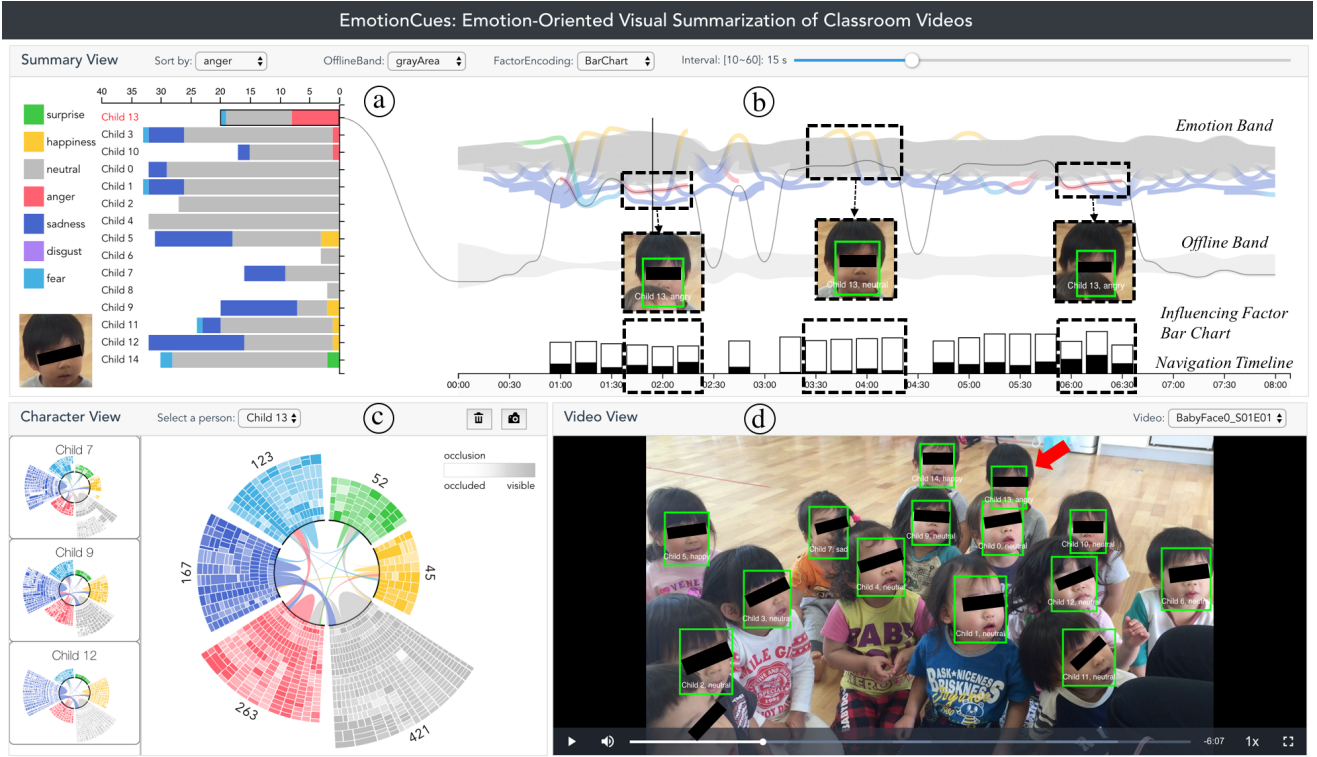 EmotionCues: Emotion-Oriented Visual Summarization of Classroom Videos
Summary View
Sort by: anger
OfflineBand: grayArea
FactorEncoding: BarChart
Interval: [10~60]: 15 s
surprise
happiness
neutral
anger
sadness
disgust
fear
40 35 30 25 20 15 10 5 0
Child 13
Child 3
Child 10
Child 0
Child 1
Child 2
Child 4
Child 5
Child 6
Child 7
Child 8
Child 9
Child 11
Child 12
Child 14
a
b
Emotion Band
Offline Band
Child 13, angry
Child 13, neutral
Child 13, angry
Influencing Factor
Bar Chart
Navigation Timeline
00:00 00:30 01:00 01:30 02:00 02:30 03:00 03:30 04:00 04:30 05:00 05:30 06:00 06:30 07:00 07:30 08:00
Character View
Select a person: Child 13
c
Child 7
Child 9
Child 12
123
52
45
421
263
167
occlusion
occluded visible
Video View
d
Video: BabyFace0_S01E01
Child 14, happy
Child 13, angry
Child 5, happy
Child 7, sad
Child 9, neutral
Child 0, neutral
Child 10, neutral
Child 4, neutral
Child 3, neutral
Child 1, neutral
Child 12, neutral
Child 6, neutral
Child 2, neutral
Child 11, neutral
BABY
BASK★NICENES
BRISKNESS
-6:07
1x